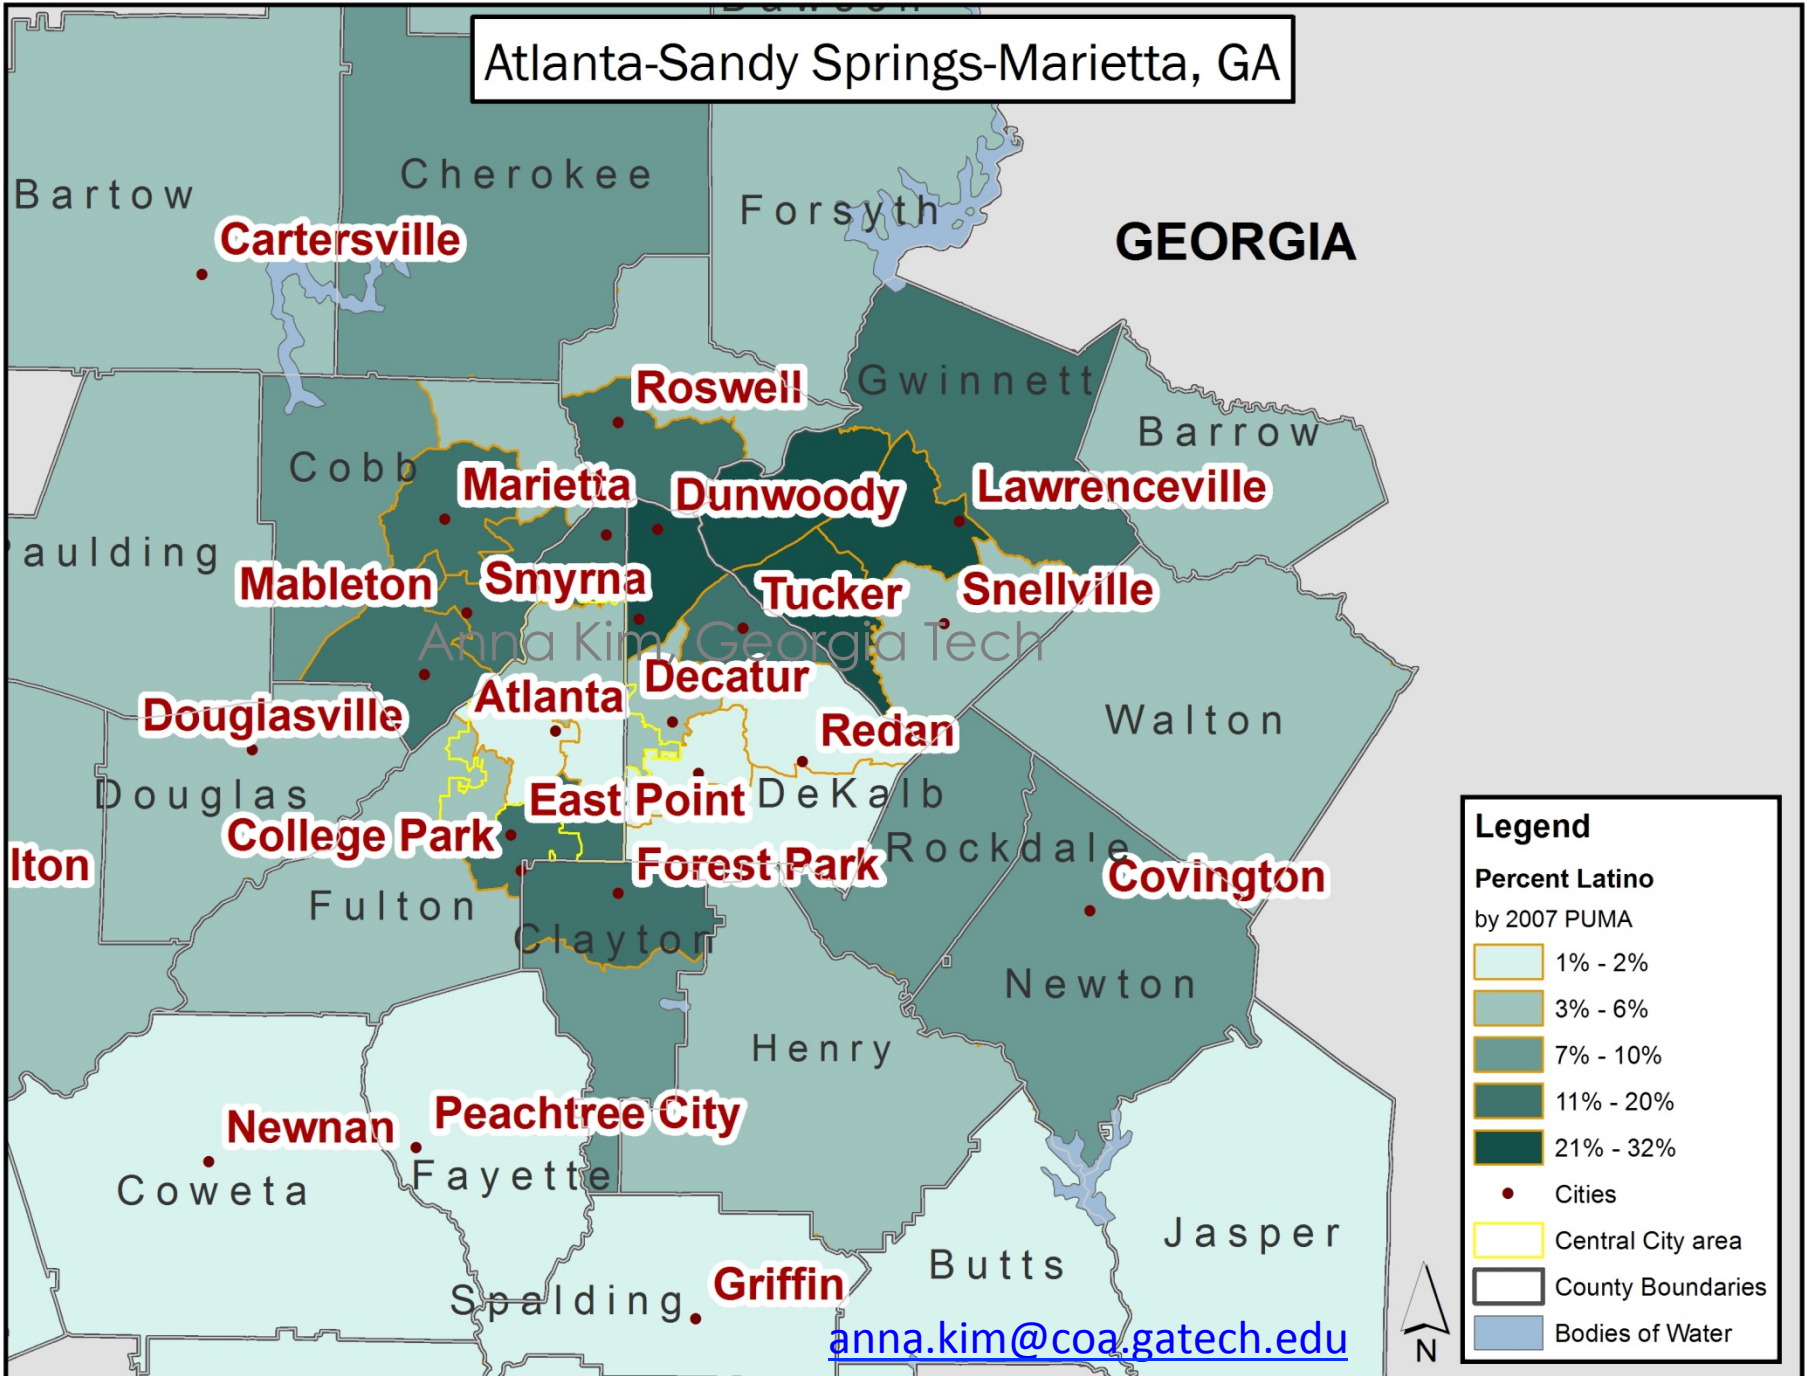 Atlanta-Sandy Springs-Marietta, GA
Cherokee
Bartow
Forsyth
Cartersville
GEORGIA
Roswell
Gwinnett
Barrow
Cobb
Marietta
Dunwoody
Lawrenceville
aulding
Mableton
Smyrna
Tucker
Snellville
Anna Kim, Georgia Tech
Decatur
Atlanta
Douglasville
Redan
Walton
Douglas
East Point
DeKalb
College Park
Rockdale
lton
Forest Park
Covington
Fulton
Clayton
Newton
Henry
Newnan
Peachtree City
Coweta
Fayette
Jasper
Butts
Spalding
Griffin
anna.kim@coa.gatech.edu
N
Legend
Percent Latino
by 2007 PUMA
1% - 2%
3% - 6%
7% - 10%
11% - 20%
21% - 32%
Cities
Central City area
County Boundaries
Bodies of Water